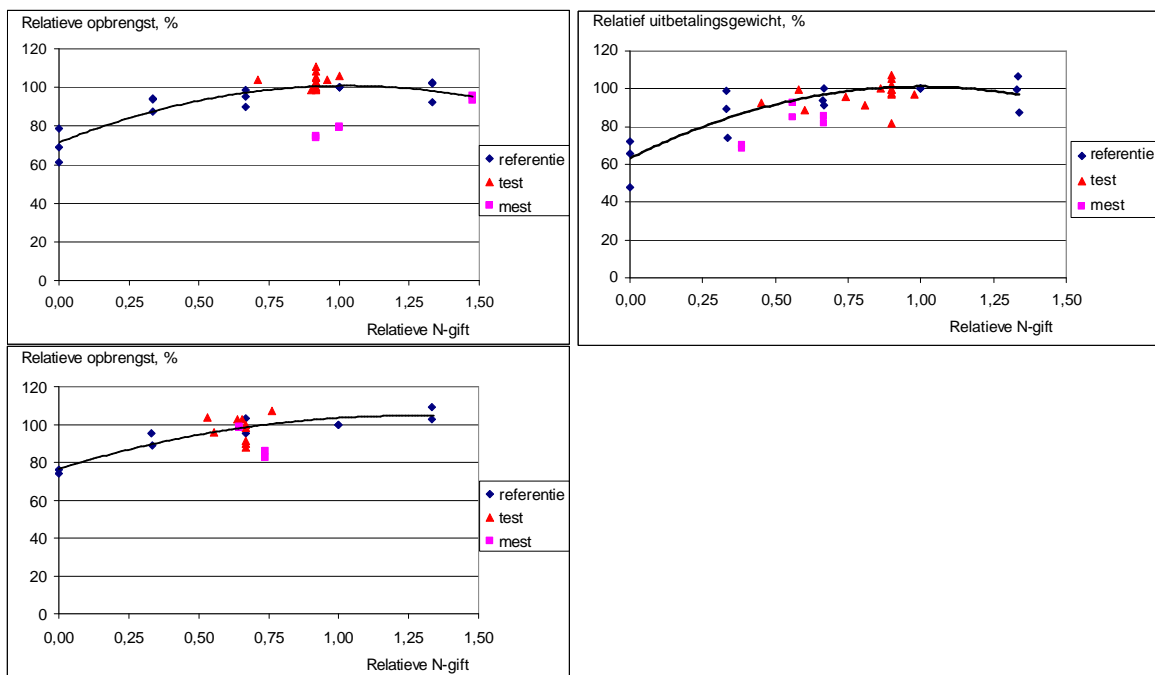 Relatieve opbrengst, %
120
100
80
60
40
20
0
0,00 0,25 0,50 0,75 1,00 1,25 1,50
Relatieve N-gift
referentie
test
mest
Relatief uitbetalingsgewicht, %
120
100
80
60
40
20
0
0,00 0,25 0,50 0,75 1,00 1,25 1,50
Relatieve N-gift
referentie
test
mest
Relatieve opbrengst, %
120
100
80
60
40
20
0
0,00 0,25 0,50 0,75 1,00 1,25 1,50
Relatieve N-gift
referentie
test
mest